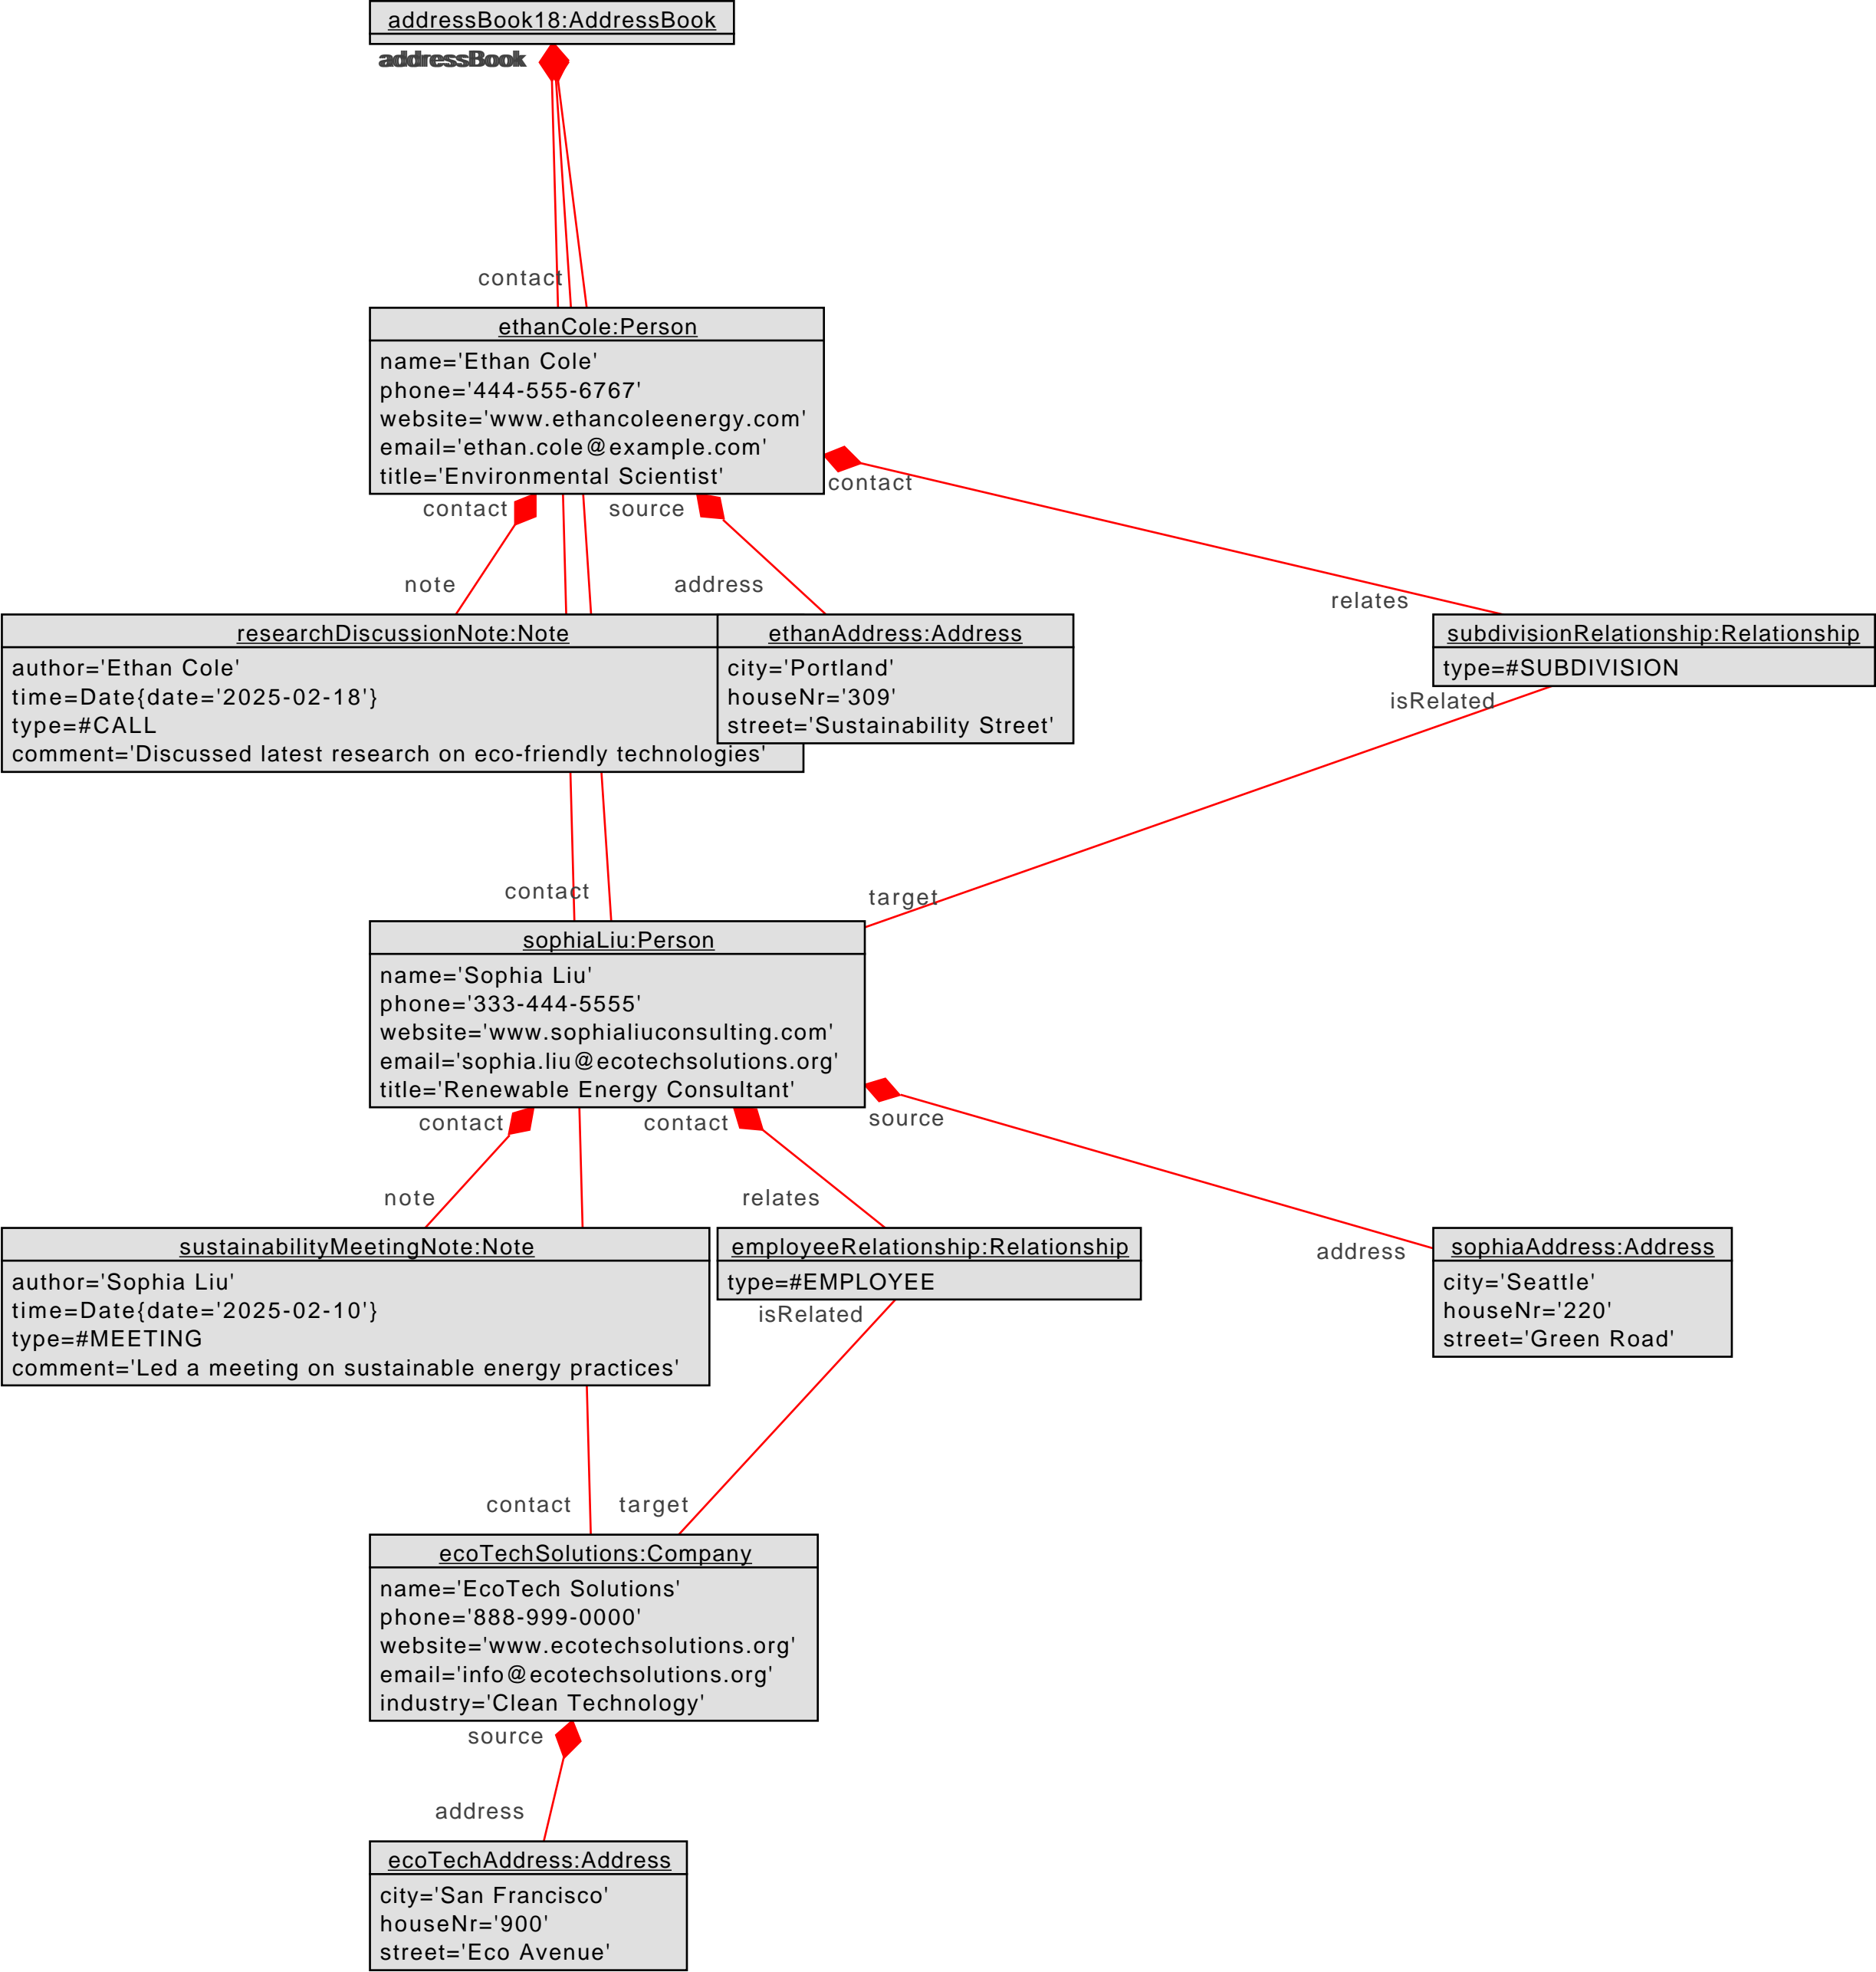 addressBook18:AddressBook
addressBook
contact
ethanCole:Person
name='Ethan Cole'
phone='444-555-6767'
website='www.ethancoleenergy.com'
email='ethan.cole@example.com'
title='Environmental Scientist'
contact
contact
source
note
address
relates
researchDiscussionNote:Note
author='Ethan Cole'
time=Date{date='2025-02-18'}
type=#CALL
comment='Discussed latest research on eco-friendly technologies'
ethanAddress:Address
city='Portland'
houseNr='309'
street='Sustainability Street'
subdivisionRelationship:Relationship
type=#SUBDIVISION
isRelated
contact
target
sophiaLiu:Person
name='Sophia Liu'
phone='333-444-5555'
website='www.sophialiuconsulting.com'
email='sophia.liu@ecotechsolutions.org'
title='Renewable Energy Consultant'
contact
contact
source
note
relates
address
sustainabilityMeetingNote:Note
author='Sophia Liu'
time=Date{date='2025-02-10'}
type=#MEETING
comment='Led a meeting on sustainable energy practices'
employeeRelationship:Relationship
type=#EMPLOYEE
isRelated
sophiaAddress:Address
city='Seattle'
houseNr='220'
street='Green Road'
contact
target
ecoTechSolutions:Company
name='EcoTech Solutions'
phone='888-999-0000'
website='www.ecotechsolutions.org'
email='info@ecotechsolutions.org'
industry='Clean Technology'
source
address
ecoTechAddress:Address
city='San Francisco'
houseNr='900'
street='Eco Avenue'